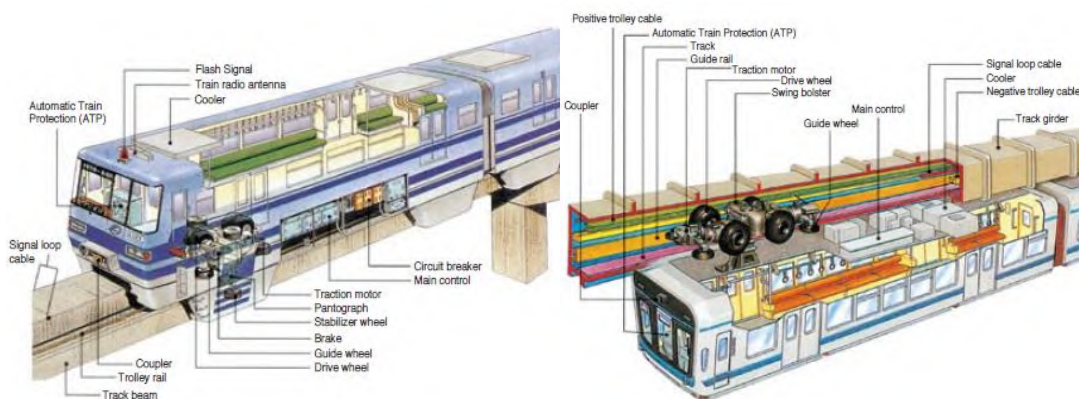 Flash Signal
Train radio antenna
Cooler
Automatic Train
Protection (ATP)
Signal loop
cable
Circuit breaker
Main control
Traction motor
Pantograph
Stabilizer wheel
Brake
Guide wheel
Drive wheel
Coupler
Trolley rail
Track beam
Positive trolley cable
Automatic Train Protection (ATP)
Track
Guide rail
Traction motor
Drive wheel
Swing bolster
Coupler
Guide wheel
Main control
Signal loop cable
Cooler
Negative trolley cable
Track girder